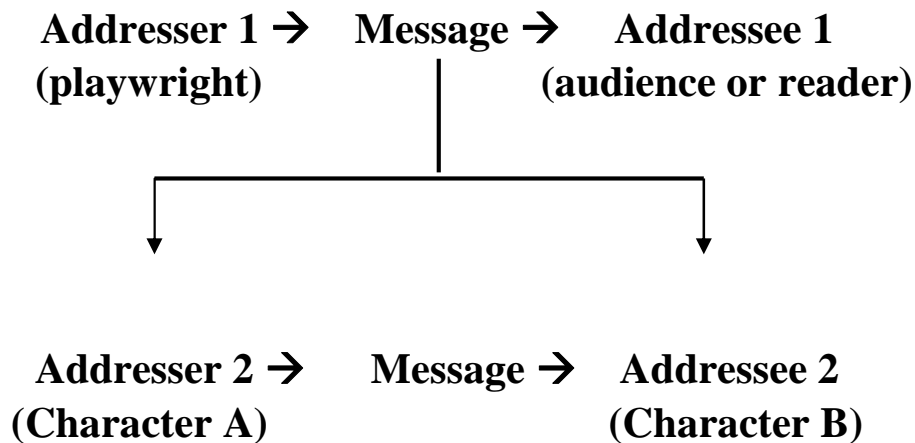 Addresser 1 → Message → Addressee 1
(playwright) (audience or reader)
Addresser 2 → Message → Addressee 2
(Character A) (Character B)